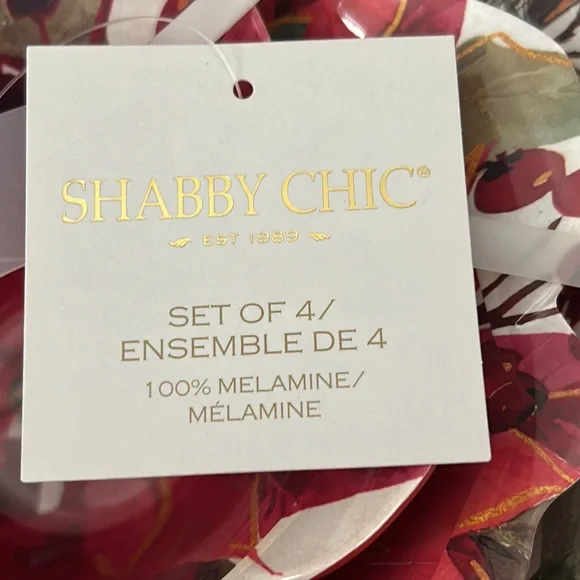 SHABBY CHIC®
EST 1989
SET OF 4/
ENSEMBLE DE 4
100% MELAMINE/
MÉLAMINE